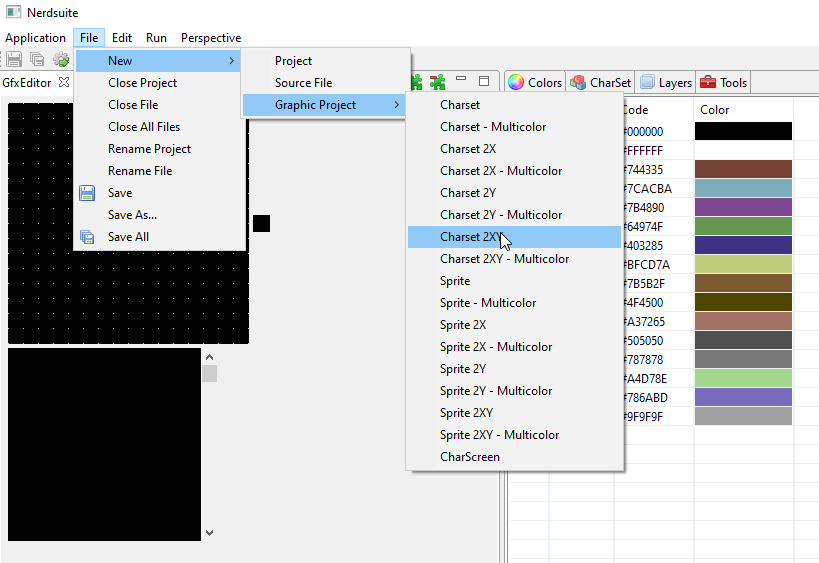 Nerdsuite
Application File Edit Run Perspective
GfxEditor
New
Close Project
Close File
Close All Files
Rename Project
Rename File
Save
Save As...
Save All
Project
Source File
Graphic Project
Charset
Charset - Multicolor
Charset 2X
Charset 2X - Multicolor
Charset 2Y
Charset 2Y - Multicolor
Charset 2XY
Charset 2XY - Multicolor
Sprite
Sprite - Multicolor
Sprite 2X
Sprite 2X - Multicolor
Sprite 2Y
Sprite 2Y - Multicolor
Sprite 2XY
Sprite 2XY - Multicolor
CharScreen
Colors CharSet Layers Tools
Code Color
#000000
#FFFFFF
#744335
#7CACBA
#7B4890
#64974F
#403285
#BFCD7A
#7B5B2F
#4F4500
#A37265
#505050
#787878
#A4D78E
#786ABD
#9F9F9F